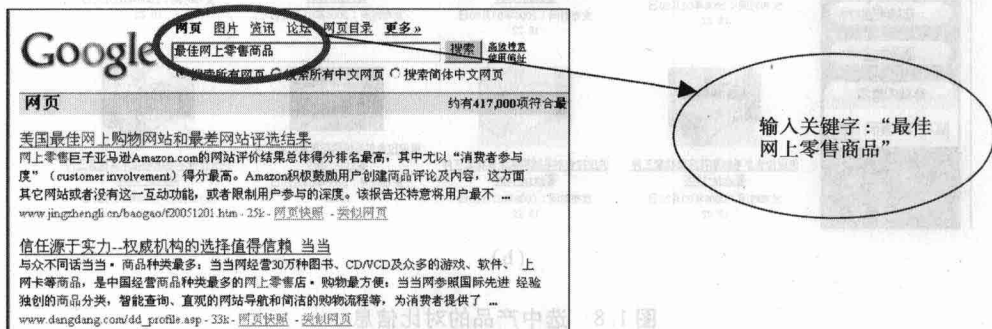 网页 图片 资讯 论坛 网页目录 更多»
Google
最佳网上零售商品 搜索 高级搜索
使用偏好
搜索所有网页 搜索所有中文网页 搜索简体中文网页
网页 约有417,000项符合最
美国最佳网上购物网站和最差网站评选结果
网上零售巨子亚马逊Amazon.com的网站评价结果总体得分排名最高，其中尤以“消费者参与
度”（customer involvement）得分最高。Amazon积极鼓励用户创建商品评论及内容，这方面
其它网站或者没有这一互动功能，或者限制用户参与的深度。该报告还特意将用户最不 ...
www.jingzhengli.cn/baogao/f20051201.htm - 25k - 网页快照 - 类似网页
信任源于实力--权威机构的选择值得信赖 当当
与众不同话当当· 商品种类最多：当当网经营30万种图书、CD/VCD及众多的游戏、软件、 上
网卡等商品，是中国经营商品种类最多的网上零售店· 购物最方便：当当网参照国际先进 经验
独创的商品分类，智能查询、直观的网站导航和简洁的购物流程等，为消费者提供了 ...
www.dangdang.com/dd_profile.asp - 33k - 网页快照 - 类似网页
输入关键字：“最佳
网上零售商品”
(b)
图1.8 选中产品的对比信息